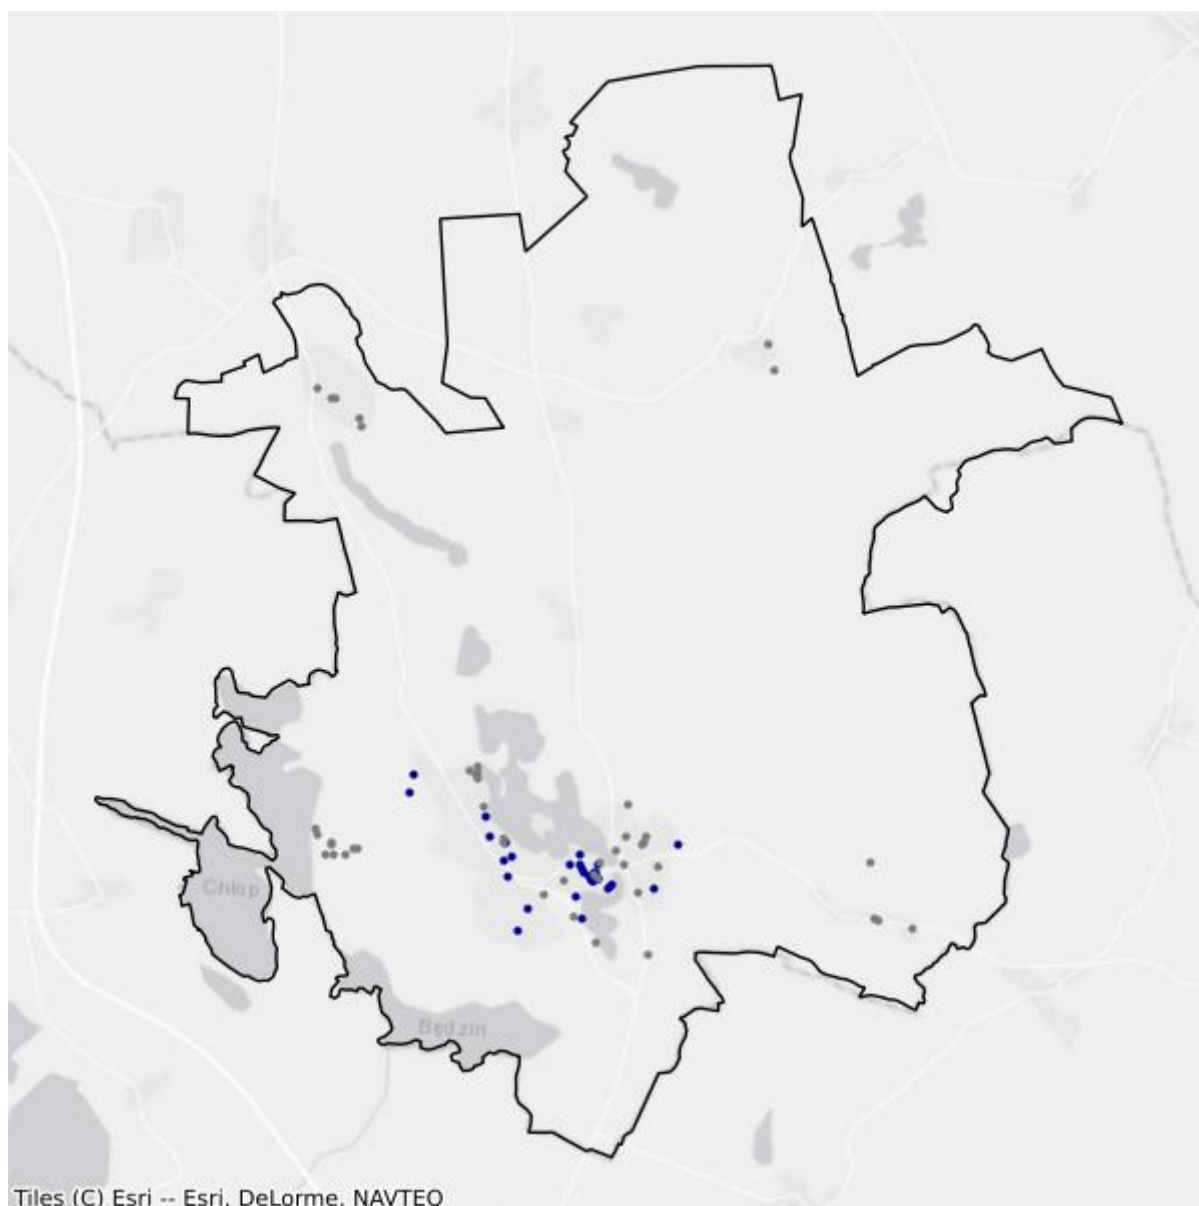 Chłop
Będzin
Tiles (C) Esri -- Esri, DeLorme, NAVTEQ